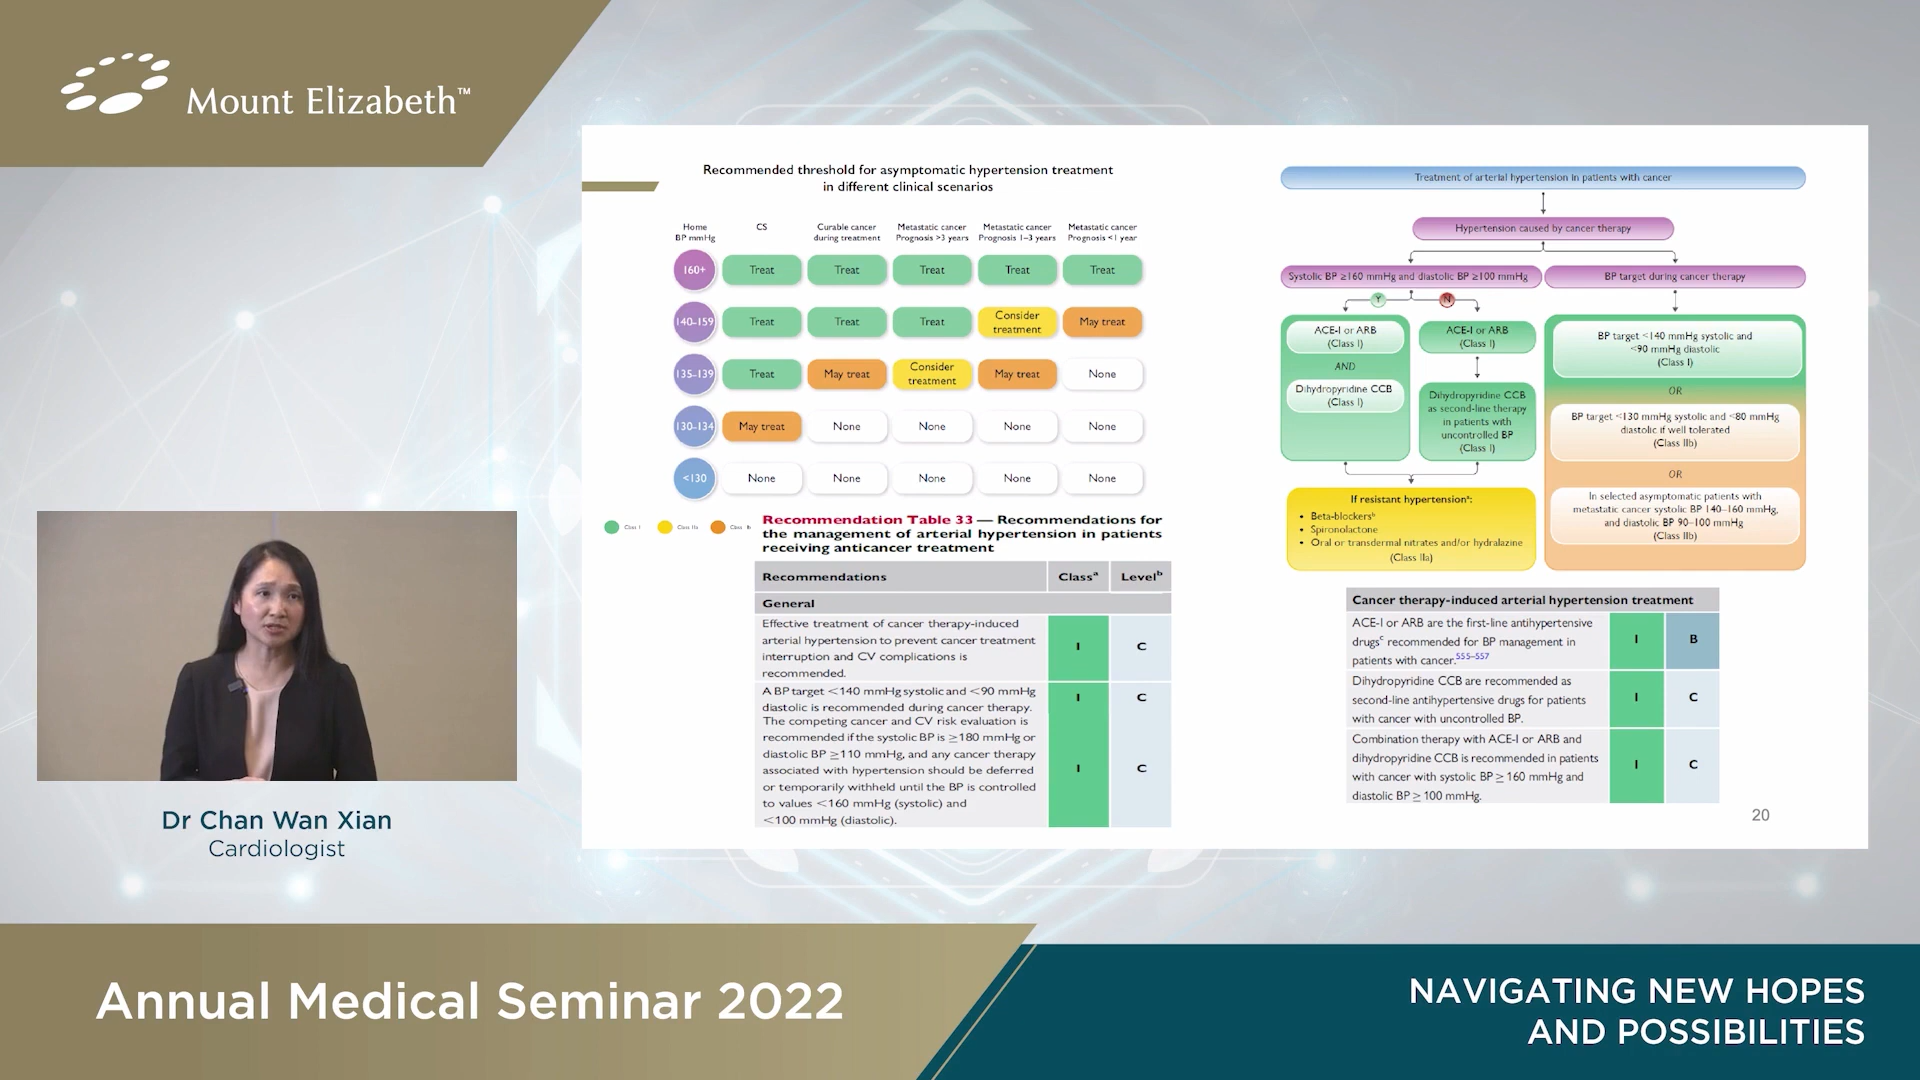 Mount Elizabeth™
Recommended threshold for asymptomatic hypertension treatment
in different clinical scenarios
Home
BP mmHg
CS
Curable cancer
during treatment
Metastatic cancer
Prognosis >3 years
Metastatic cancer
Prognosis 1–3 years
Metastatic cancer
Prognosis <1 year
160+ Treat Treat Treat Treat Treat
140–159 Treat Treat Treat Consider treatment May treat
135–139 Treat May treat Consider treatment May treat None
130–134 May treat None None None None
<130 None None None None None
Class I Class IIa Class IIb
Recommendation Table 33 — Recommendations for
the management of arterial hypertension in patients
receiving anticancer treatment
Recommendations Classᵃ Levelᵇ
General
Effective treatment of cancer therapy-induced
arterial hypertension to prevent cancer treatment
interruption and CV complications is
recommended.
I C
A BP target <140 mmHg systolic and <90 mmHg
diastolic is recommended during cancer therapy.
I C
The competing cancer and CV risk evaluation is
recommended if the systolic BP is ≥180 mmHg or
diastolic BP ≥110 mmHg, and any cancer therapy
associated with hypertension should be deferred
or temporarily withheld until the BP is controlled
to values <160 mmHg (systolic) and
<100 mmHg (diastolic).
I C
Treatment of arterial hypertension in patients with cancer
Hypertension caused by cancer therapy
Systolic BP ≥160 mmHg and diastolic BP ≥100 mmHg
BP target during cancer therapy
Y N
ACE-I or ARB
(Class I)
AND
Dihydropyridine CCB
(Class I)
ACE-I or ARB
(Class I)
Dihydropyridine CCB
as second-line therapy
in patients with
uncontrolled BP
(Class I)
BP target <140 mmHg systolic and
<90 mmHg diastolic
(Class I)
OR
BP target <130 mmHg systolic and <80 mmHg
diastolic if well tolerated
(Class IIb)
OR
In selected asymptomatic patients with
metastatic cancer systolic BP 140–160 mmHg,
and diastolic BP 90–100 mmHg
(Class IIb)
If resistant hypertensionᵃ:
• Beta-blockersᵇ
• Spironolactone
• Oral or transdermal nitrates and/or hydralazine
(Class IIa)
Cancer therapy-induced arterial hypertension treatment
ACE-I or ARB are the first-line antihypertensive
drugsᶜ recommended for BP management in
patients with cancer.555–557
I B
Dihydropyridine CCB are recommended as
second-line antihypertensive drugs for patients
with cancer with uncontrolled BP.
I C
Combination therapy with ACE-I or ARB and
dihydropyridine CCB is recommended in patients
with cancer with systolic BP ≥ 160 mmHg and
diastolic BP ≥ 100 mmHg.
I C
20
Dr Chan Wan Xian
Cardiologist
Annual Medical Seminar 2022
NAVIGATING NEW HOPES
AND POSSIBILITIES